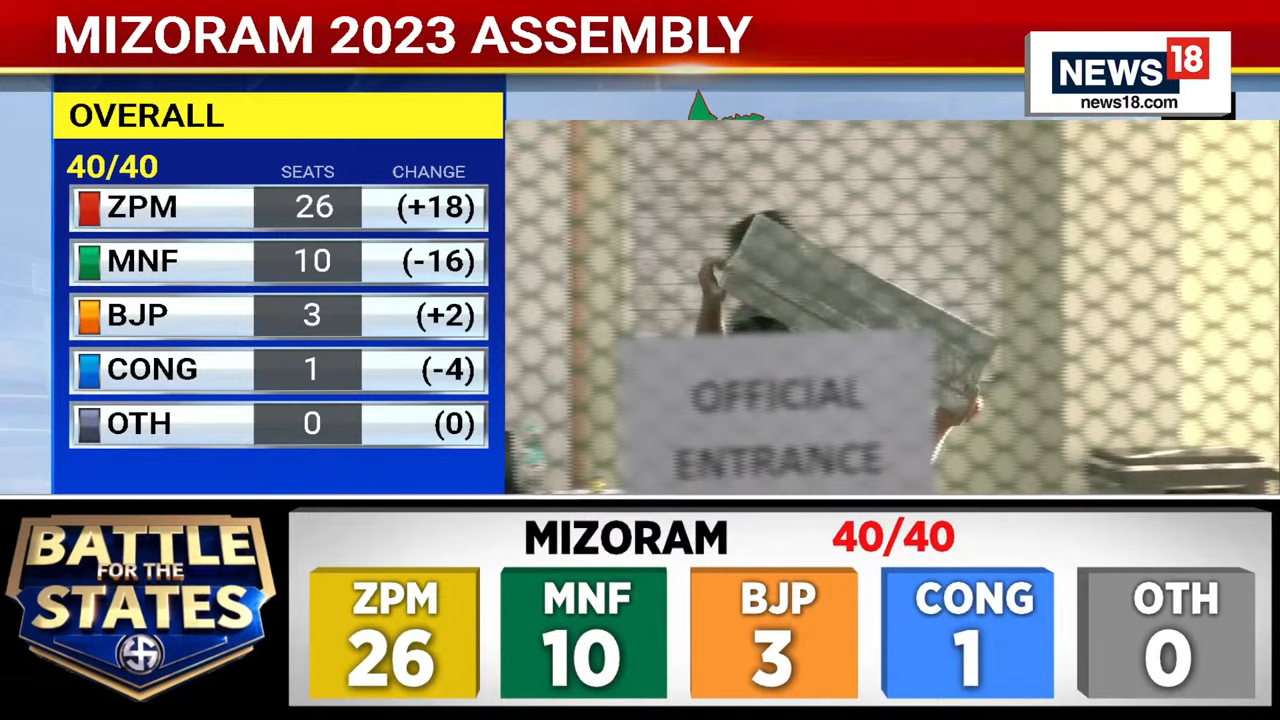 MIZORAM 2023 ASSEMBLY
NEWS 18
news18.com
OVERALL
40/40 SEATS CHANGE
ZPM 26 (+18)
MNF 10 (-16)
BJP 3 (+2)
CONG 1 (-4)
OTH 0 (0)
OFFICIAL
ENTRANCE
BATTLE
FOR THE
STATES
MIZORAM 40/40
ZPM MNF BJP CONG OTH
26 10 3 1 0